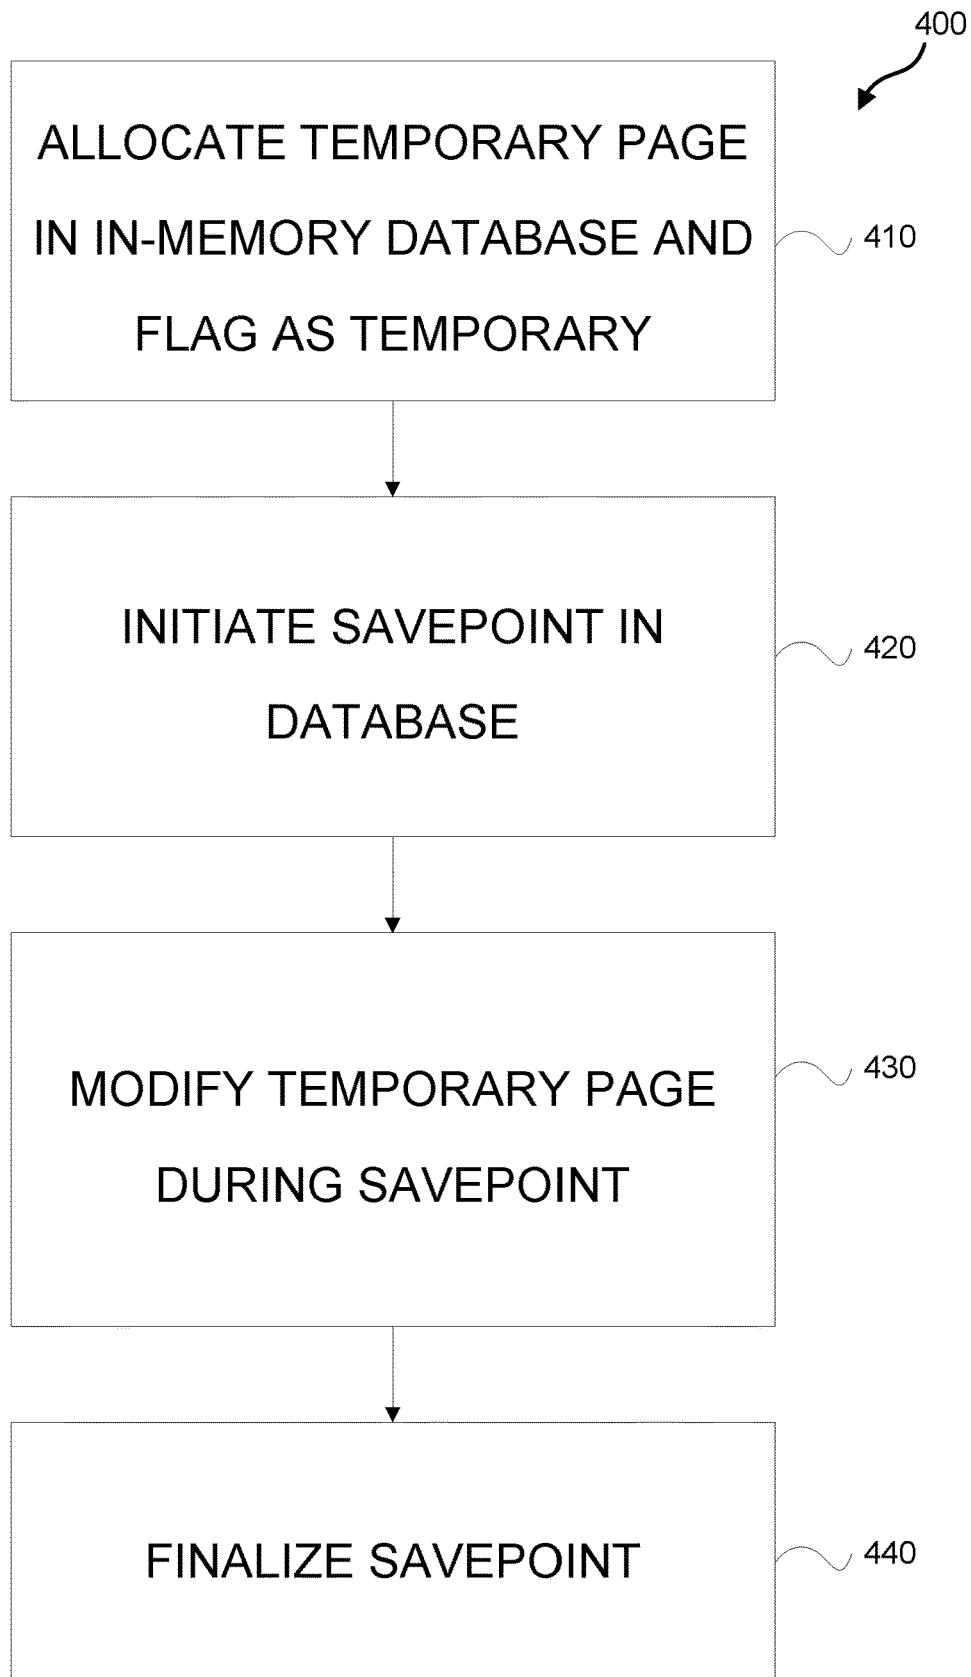 400
ALLOCATE TEMPORARY PAGE
IN IN-MEMORY DATABASE AND
FLAG AS TEMPORARY
410
INITIATE SAVEPOINT IN
DATABASE
420
MODIFY TEMPORARY PAGE
DURING SAVEPOINT
430
FINALIZE SAVEPOINT
440